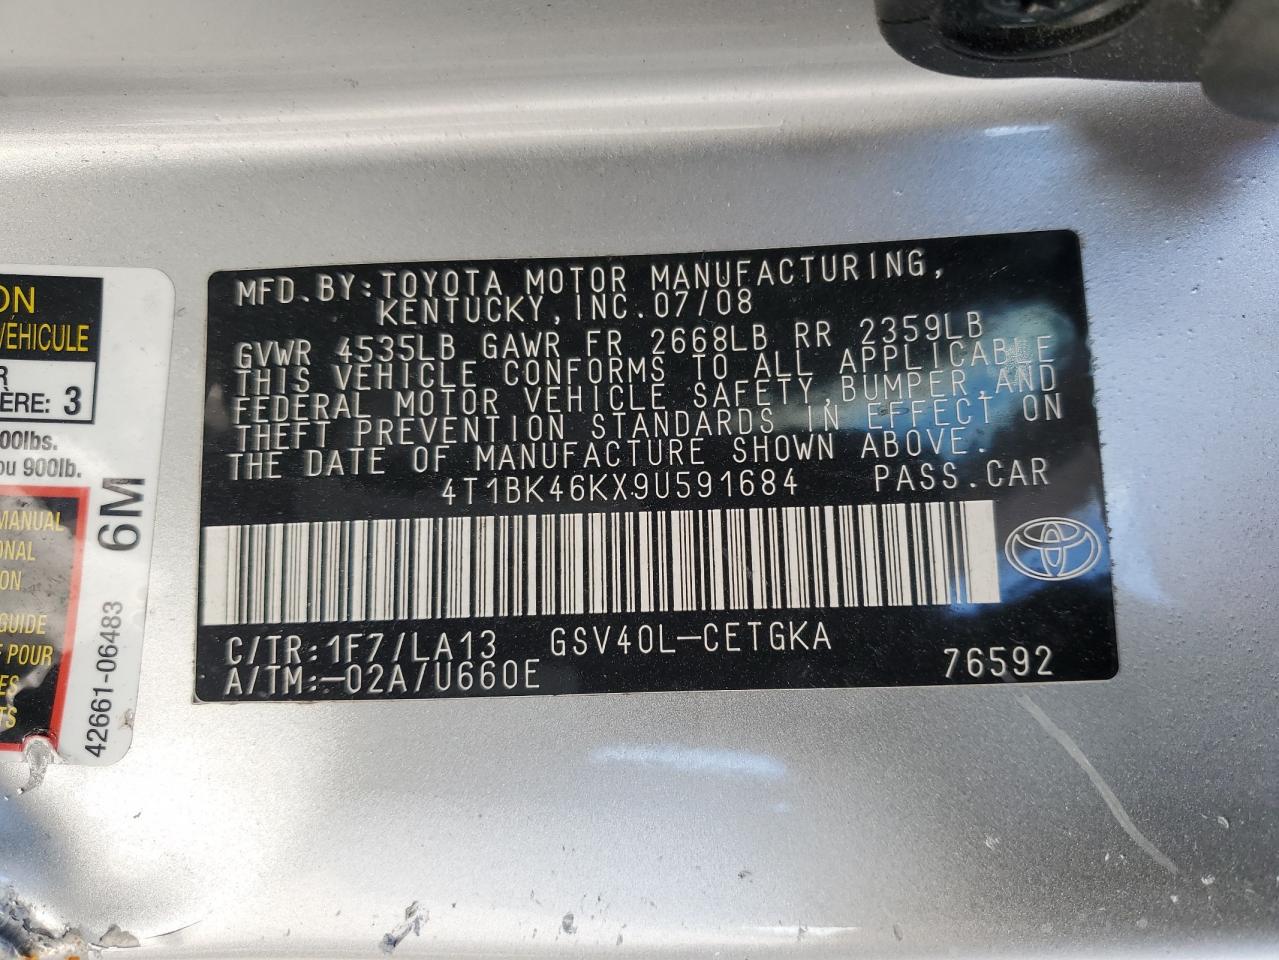 ON
VEHICULE
R
ÈRE: 3
00lbs.
ou 900lb.
MANUAL
ONAL
ON
GUIDE
POUR
ES
TS
42661-06483 6M
MFD.BY:TOYOTA MOTOR MANUFACTURING,
KENTUCKY,INC.07/08
GVWR 4535LB GAWR FR 2668LB RR 2359LB
THIS VEHICLE CONFORMS TO ALL APPLICABLE
FEDERAL MOTOR VEHICLE SAFETY,BUMPER,AND
THEFT PREVENTION STANDARDS IN EFFECT ON
THE DATE OF MANUFACTURE SHOWN ABOVE.
4T1BK46KX9U591684 PASS.CAR
C/TR:1F7/LA13 GSV40L-CETGKA
A/TM:-02A/U660E 76592